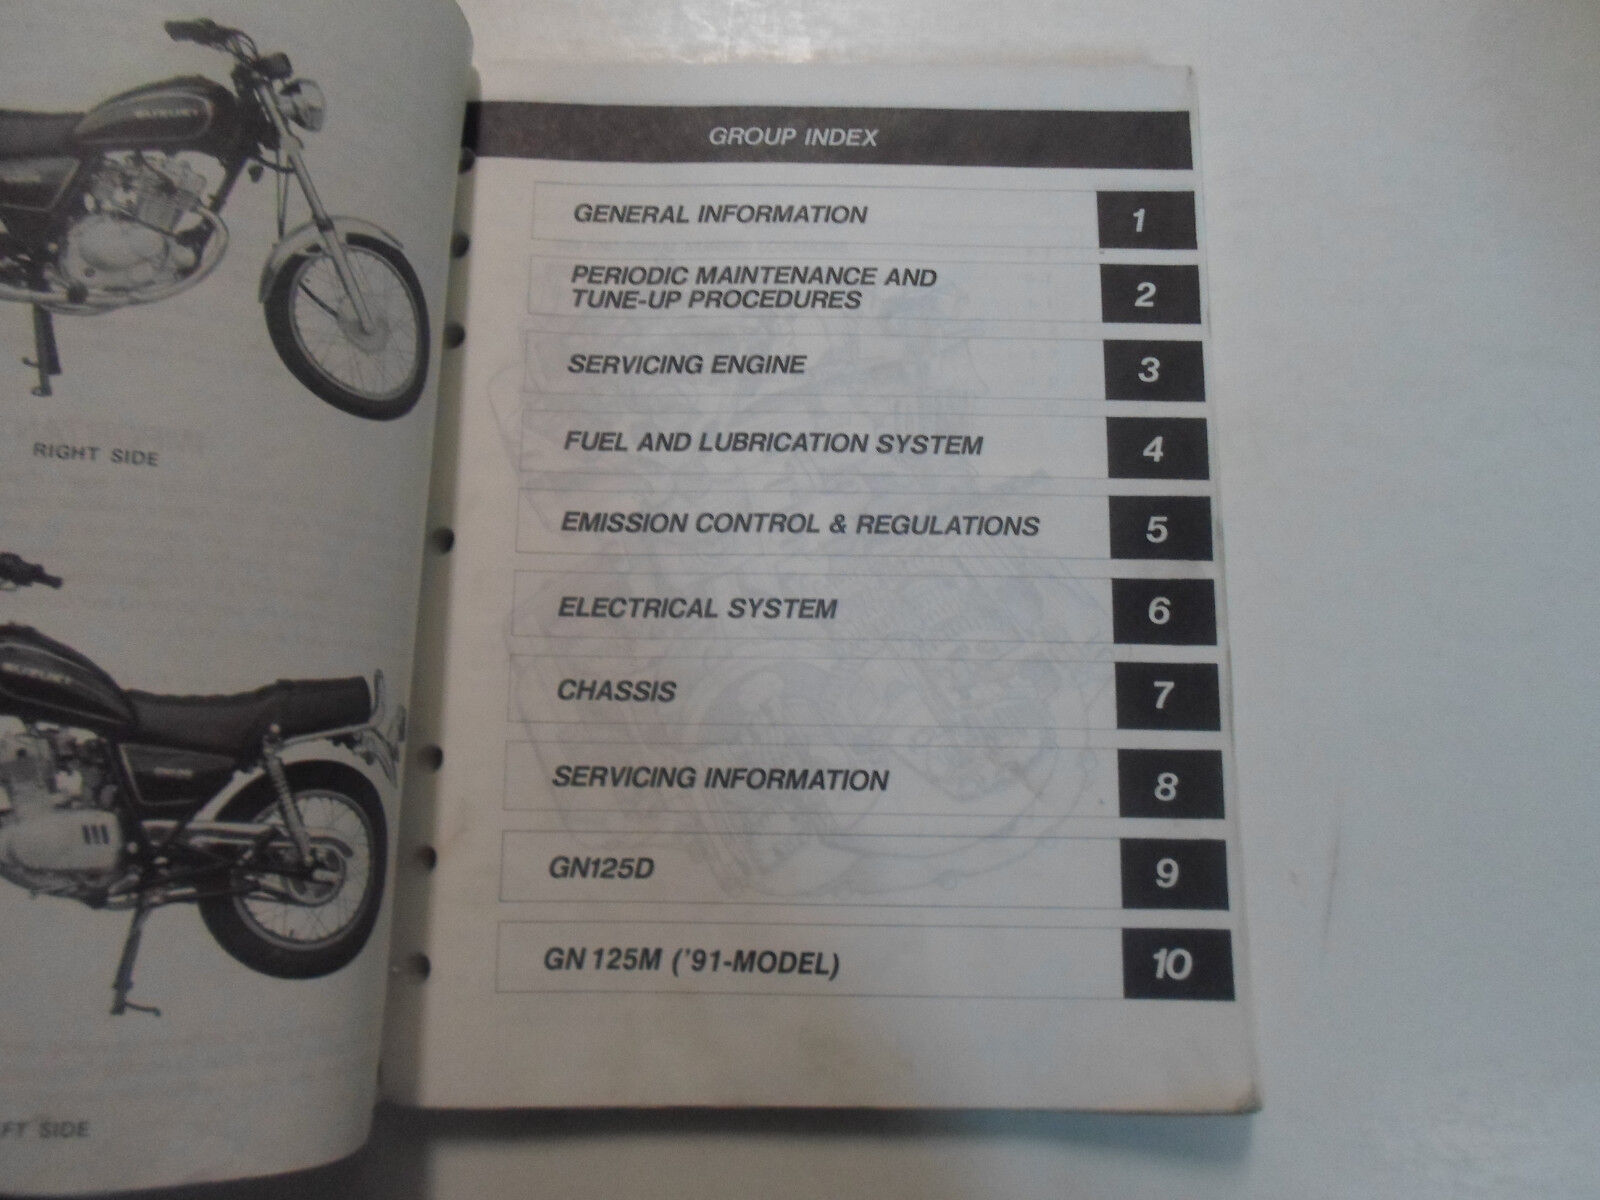 SUZUKI
RIGHT SIDE
SUZUKI
FT SIDE
GROUP INDEX
GENERAL INFORMATION 1
PERIODIC MAINTENANCE AND
TUNE-UP PROCEDURES 2
SERVICING ENGINE 3
FUEL AND LUBRICATION SYSTEM 4
EMISSION CONTROL & REGULATIONS 5
ELECTRICAL SYSTEM 6
CHASSIS 7
SERVICING INFORMATION 8
GN125D 9
GN 125M ('91-MODEL) 10